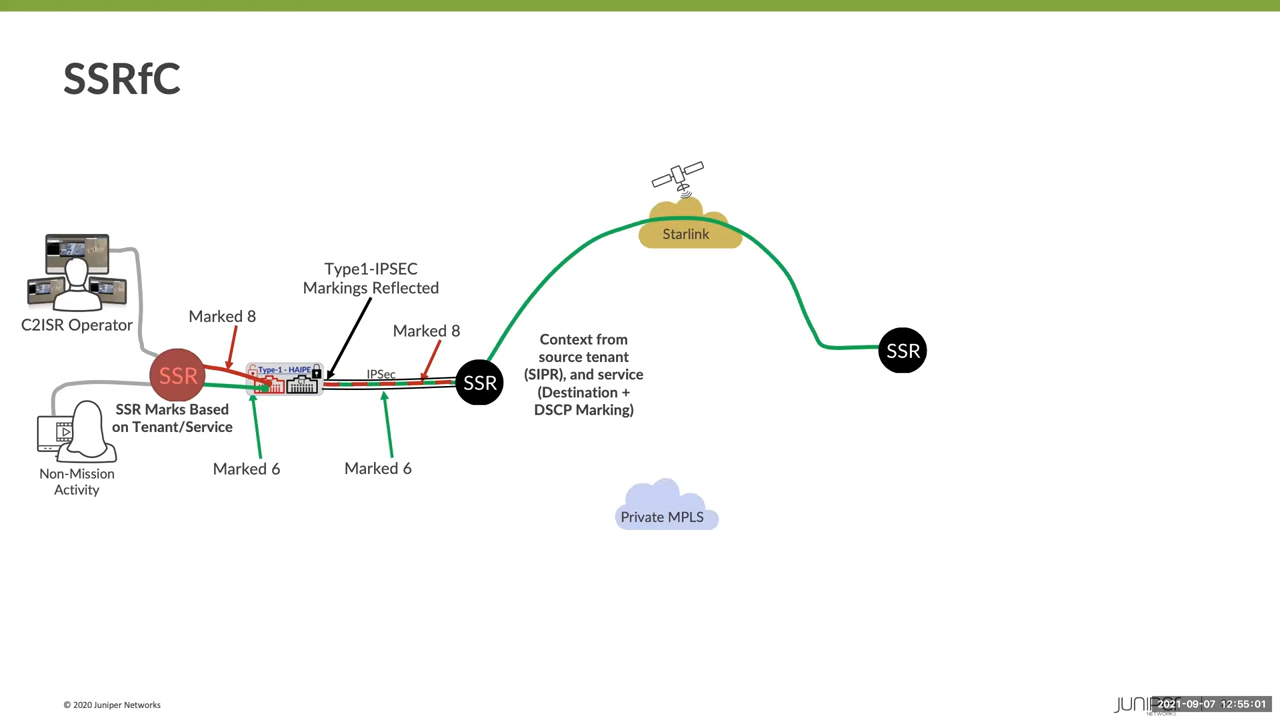 SSRfC
Starlink
Type1-IPSEC
Markings Reflected
C2ISR Operator
Marked 8
Marked 8
Type-1 - HAIPE
IPSec
SSR
SSR
SSR
SSR Marks Based
on Tenant/Service
Context from
source tenant
(SIPR), and service
(Destination +
DSCP Marking)
Non-Mission
Activity
Marked 6
Marked 6
Private MPLS
© 2020 Juniper Networks
2021-09-07 12:55:01